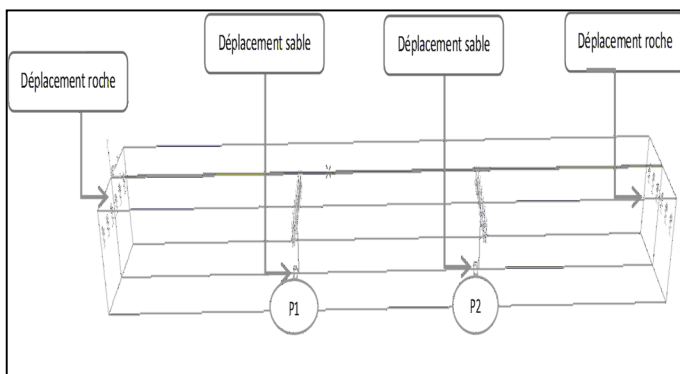 Déplacement sable
Déplacement sable
Déplacement roche
Déplacement roche
P1
P2